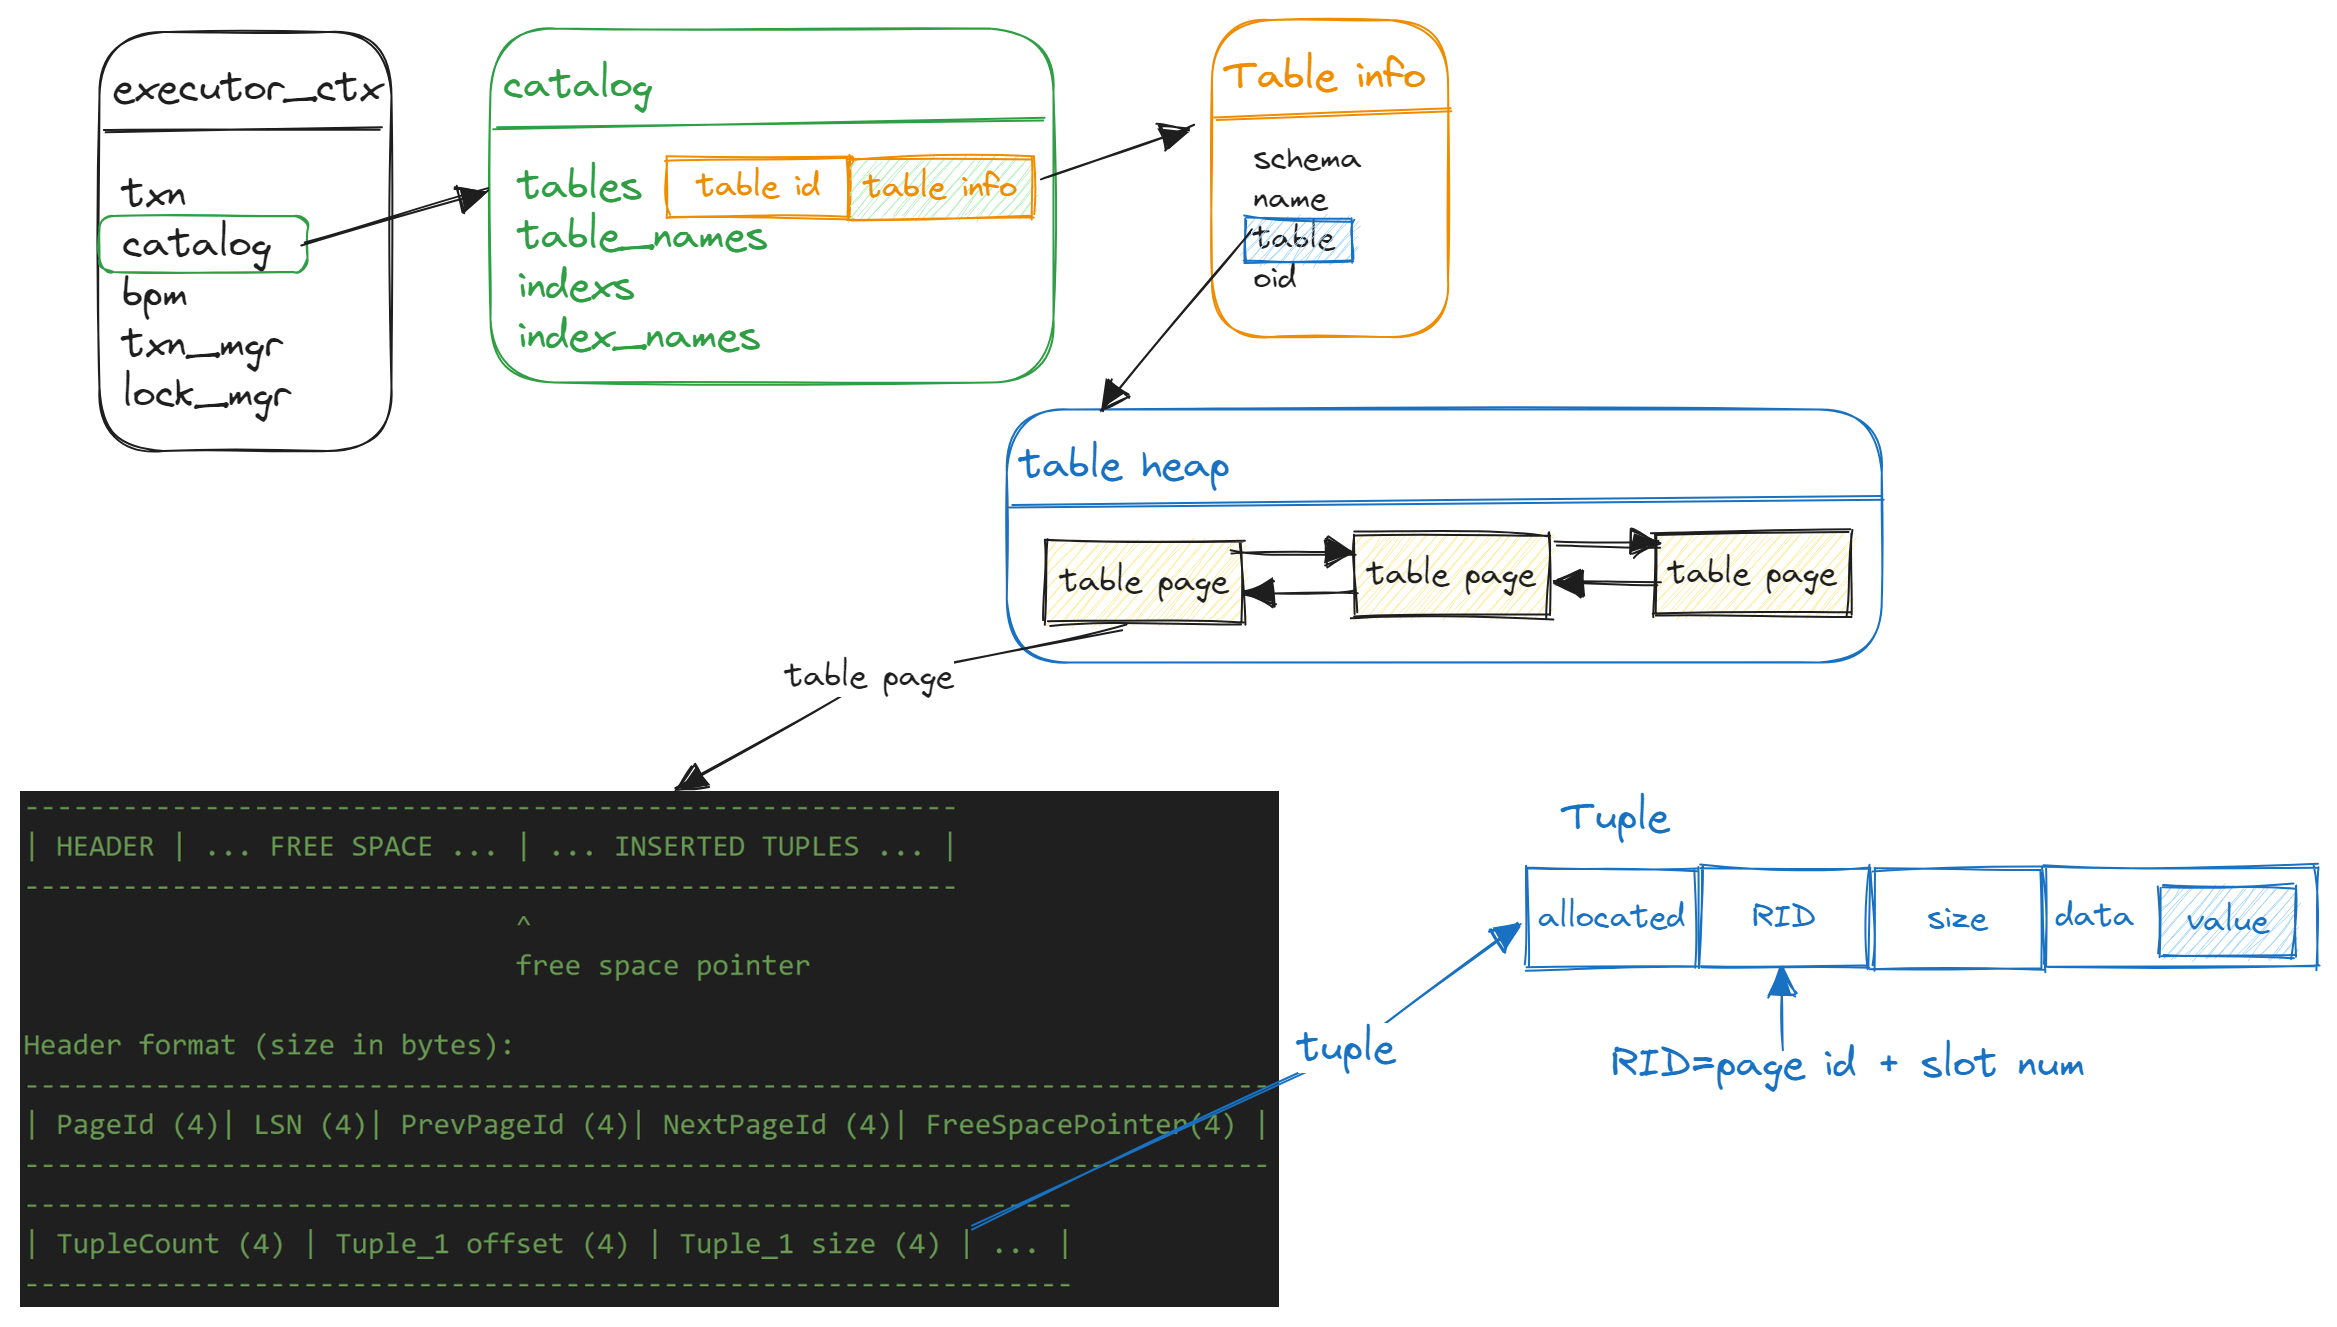 executor_ctx
txn
catalog
bpm
txn_mgr
lock_mgr
catalog
tables
table id
table info
table_names
indexs
index_names
Table info
schema
name
table
oid
table heap
table page
table page
table page
table page
-----------------------------------------------------------
| HEADER | ... FREE SPACE ... | ... INSERTED TUPLES ... |
-----------------------------------------------------------
^
free space pointer
Header format (size in bytes):
----------------------------------------------------------------------------
| PageId (4)| LSN (4)| PrevPageId (4)| NextPageId (4)| FreeSpacePointer(4) |
----------------------------------------------------------------------------
----------------------------------------------------------------
| TupleCount (4) | Tuple_1 offset (4) | Tuple_1 size (4) | ... |
----------------------------------------------------------------
tuple
Tuple
allocated
RID
size
data
value
RID=page id + slot num